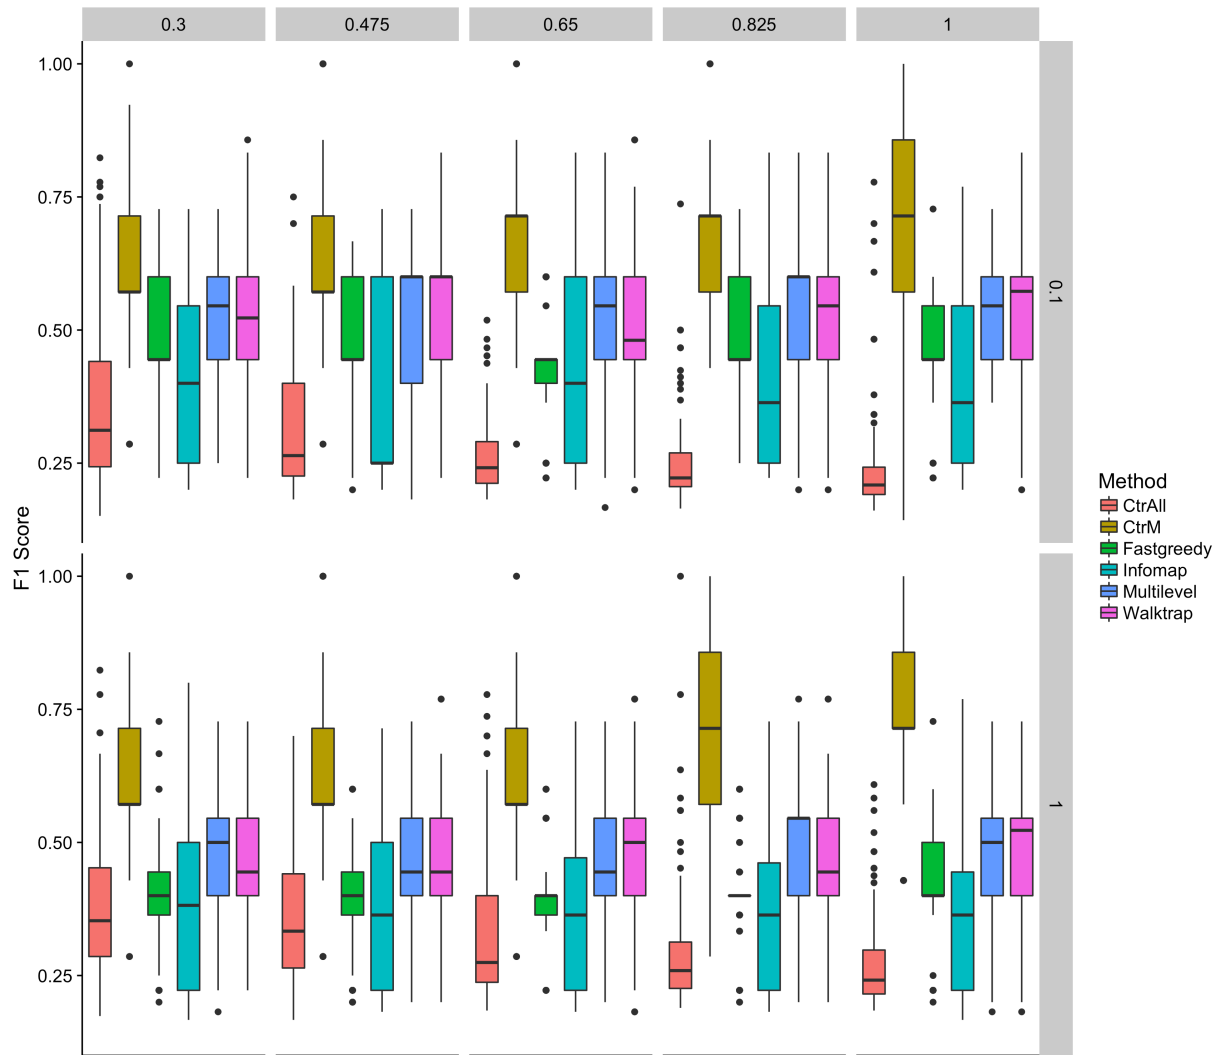 0.3 0.475 0.65 0.825 1
1.00
0.75
0.50
0.25
0.1
F1 Score
1.00
0.75
0.50
0.25
1
Method
CtrAll
CtrM
Fastgreedy
Infomap
Multilevel
Walktrap